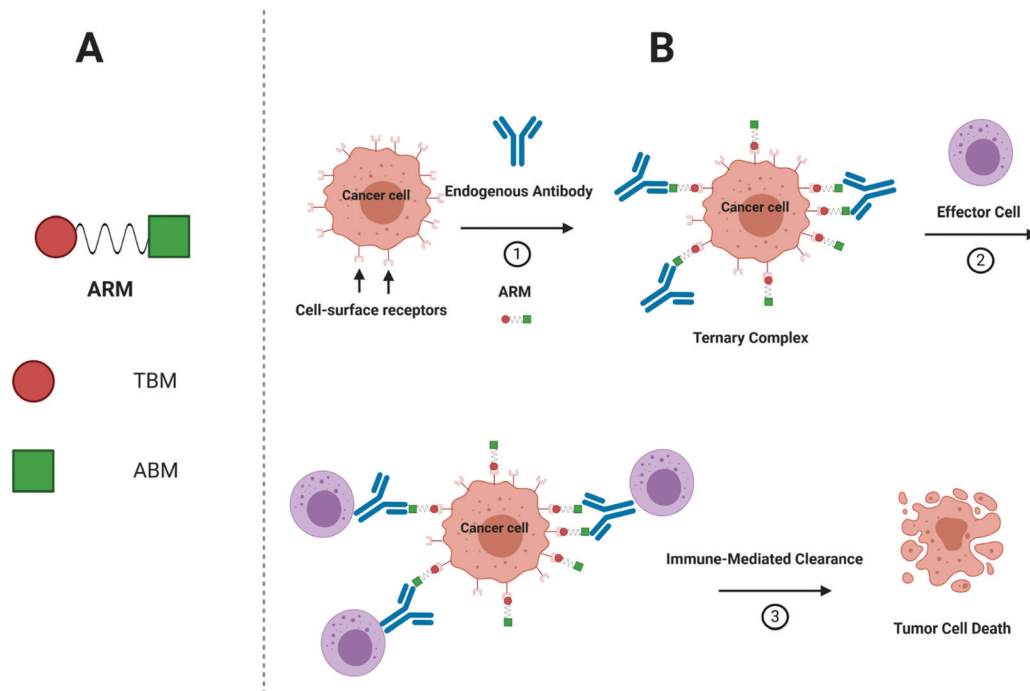 A
ARM
TBM
ABM
B
Cancer cell
Cell-surface receptors
Endogenous Antibody
1
ARM
Cancer cell
Ternary Complex
Effector Cell
2
Cancer cell
Immune-Mediated Clearance
3
Tumor Cell Death